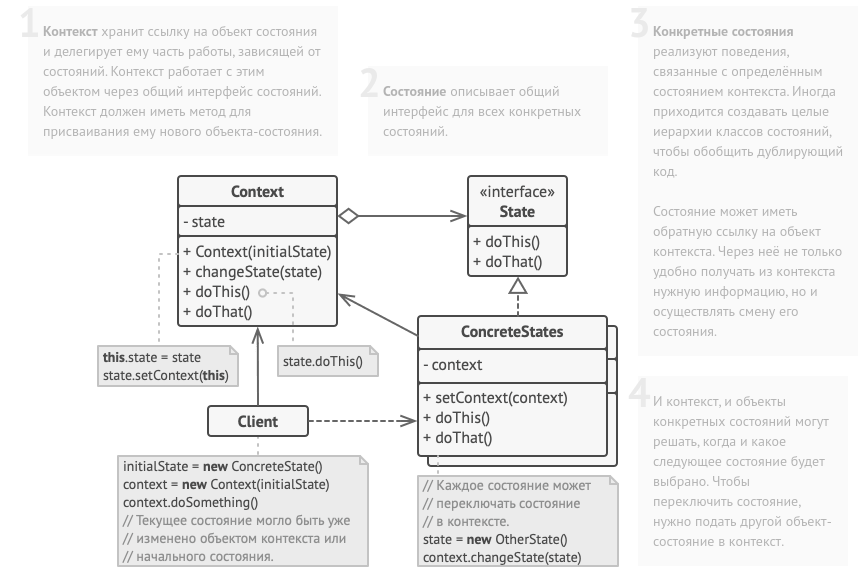 1
Контекст хранит ссылку на объект состояния
и делегирует ему часть работы, зависящей от
состояний. Контекст работает с этим
объектом через общий интерфейс состояний.
Контекст должен иметь метод для
присваивания ему нового объекта-состояния.
2
Состояние описывает общий
интерфейс для всех конкретных
состояний.
3
Конкретные состояния
реализуют поведения,
связанные с определённым
состоянием контекста. Иногда
приходится создавать целые
иерархии классов состояний,
чтобы обобщить дублирующий
код.
Состояние может иметь
обратную ссылку на объект
контекста. Через неё не только
удобно получать из контекста
нужную информацию, но и
осуществлять смену его
состояния.
Context
- state
+ Context(initialState)
+ changeState(state)
+ doThis()
+ doThat()
«interface»
State
+ doThis()
+ doThat()
this.state = state
state.setContext(this)
state.doThis()
ConcreteStates
- context
+ setContext(context)
+ doThis()
+ doThat()
Client
initialState = new ConcreteState()
context = new Context(initialState)
context.doSomething()
// Текущее состояние могло быть уже
// изменено объектом контекста или
// начального состояния.
// Каждое состояние может
// переключать состояние
// в контексте.
state = new OtherState()
context.changeState(state)
4
И контекст, и объекты
конкретных состояний могут
решать, когда и какое
следующее состояние будет
выбрано. Чтобы
переключить состояние,
нужно подать другой объект-
состояние в контекст.